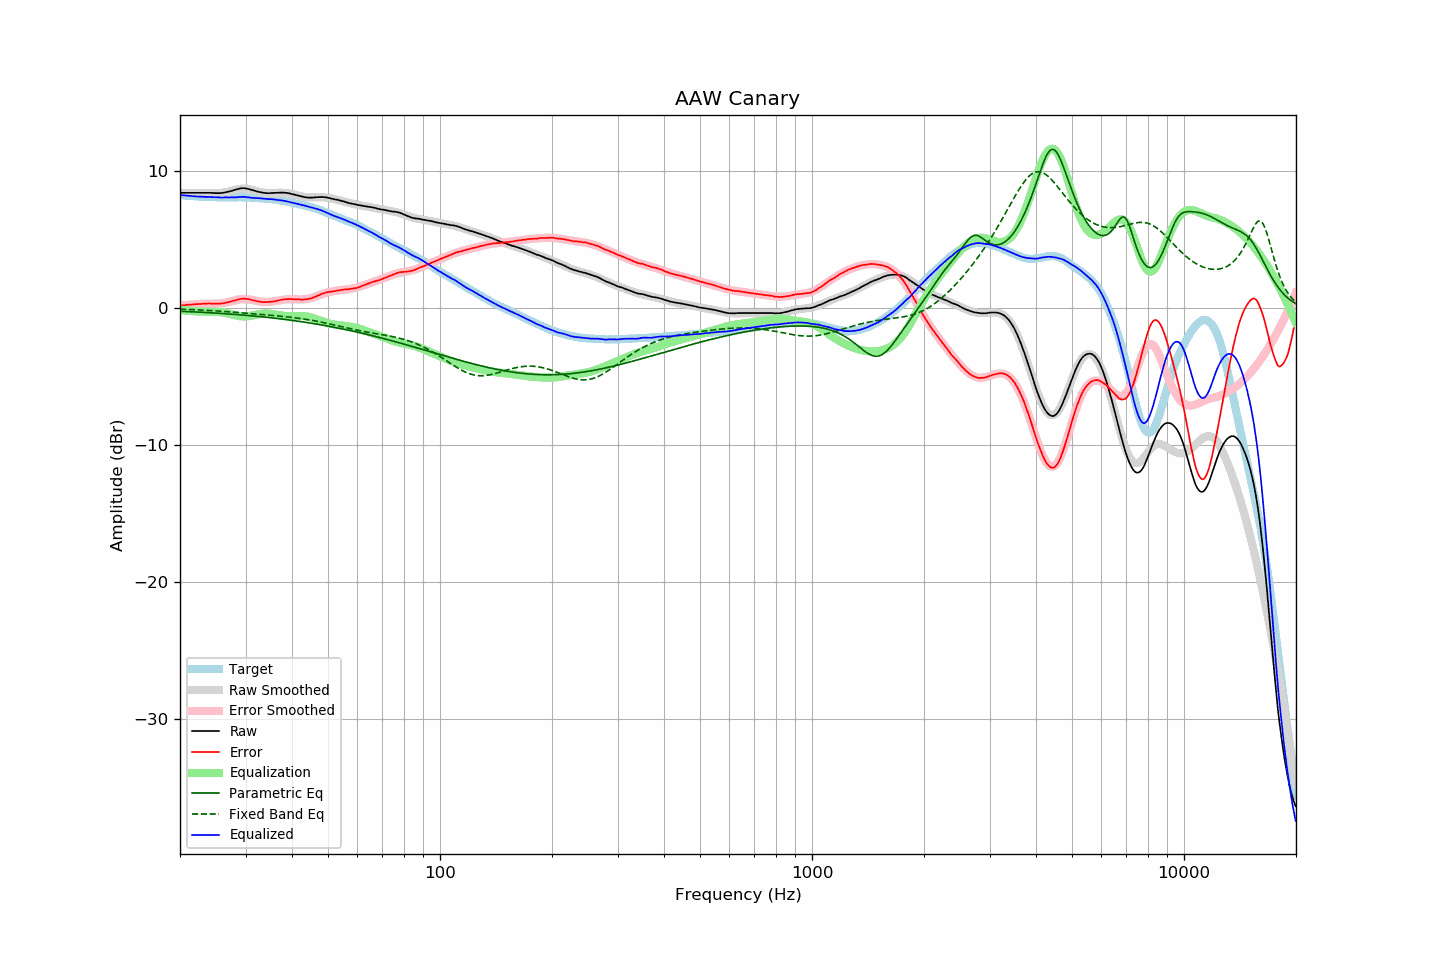 AAW Canary
10
0
−10
−20
−30
Amplitude (dBr)
Target
Raw Smoothed
Error Smoothed
Raw
Error
Equalization
Parametric Eq
Fixed Band Eq
Equalized
100
1000
10000
Frequency (Hz)